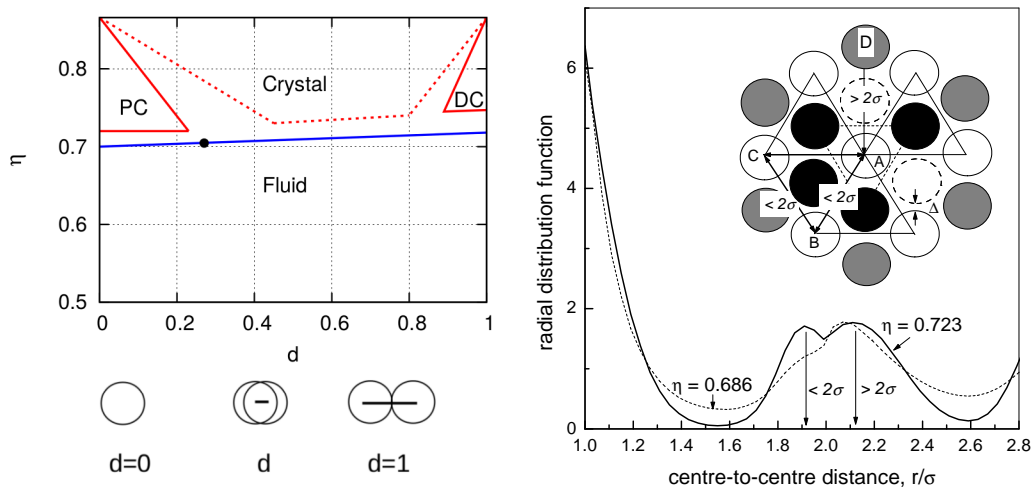 0.8
0.7
0.6
0.5
η
PC
Crystal
DC
Fluid
0 0.2 0.4 0.6 0.8 1
d
d=0 d d=1
6
4
2
0
radial distribution function
D
> 2σ
C
A
< 2σ
< 2σ
Δ
B
η = 0.723
η = 0.686
< 2σ
> 2σ
1.0 1.2 1.4 1.6 1.8 2.0 2.2 2.4 2.6 2.8
centre-to-centre distance, r/σ